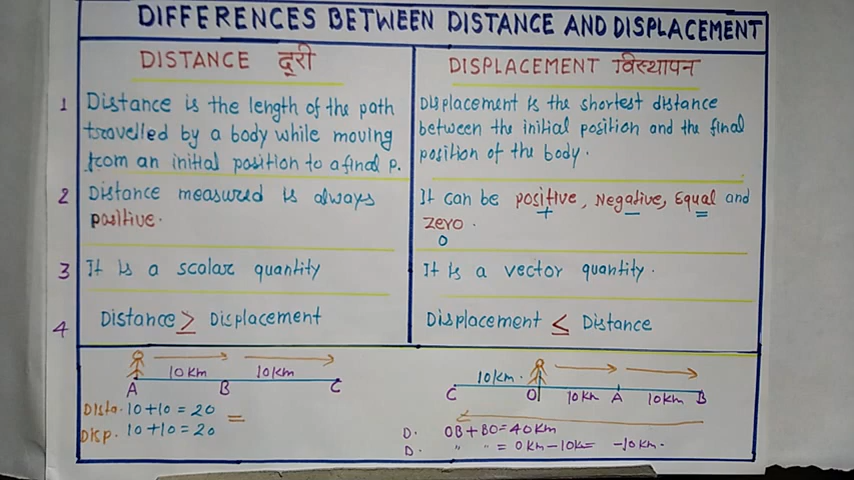 DIFFERENCES BETWEEN DISTANCE AND DISPLACEMENT
DISTANCE दूरी
1 Distance is the length of the path
travelled by a body while moving
from an initial position to a final p.
2 Distance measured is always
positive.
3 It is a scalar quantity
4 Distance ≥ Displacement
DISPLACEMENT विस्थापन
Displacement is the shortest distance
between the initial position and the final
position of the body.
It can be positive, Negative, Equal and
+ - =
zero.
0
It is a vector quantity.
Displacement ≤ Distance
10 Km 10 Km
A B C
Dista. 10+10=20 =
Disp. 10+10=20
10 Km.
C O 10 Km A 10 Km B
D. OB+BO=40 Km
D. " " = 0 Km-10 Km= -10 Km.